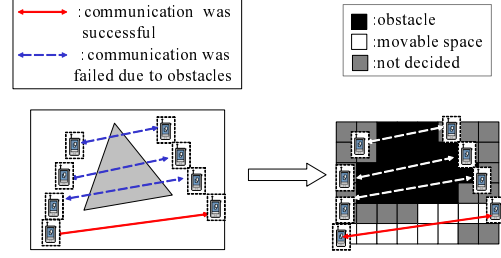 : communication was
successful
: communication was
failed due to obstacles
:obstacle
:movable space
:not decided